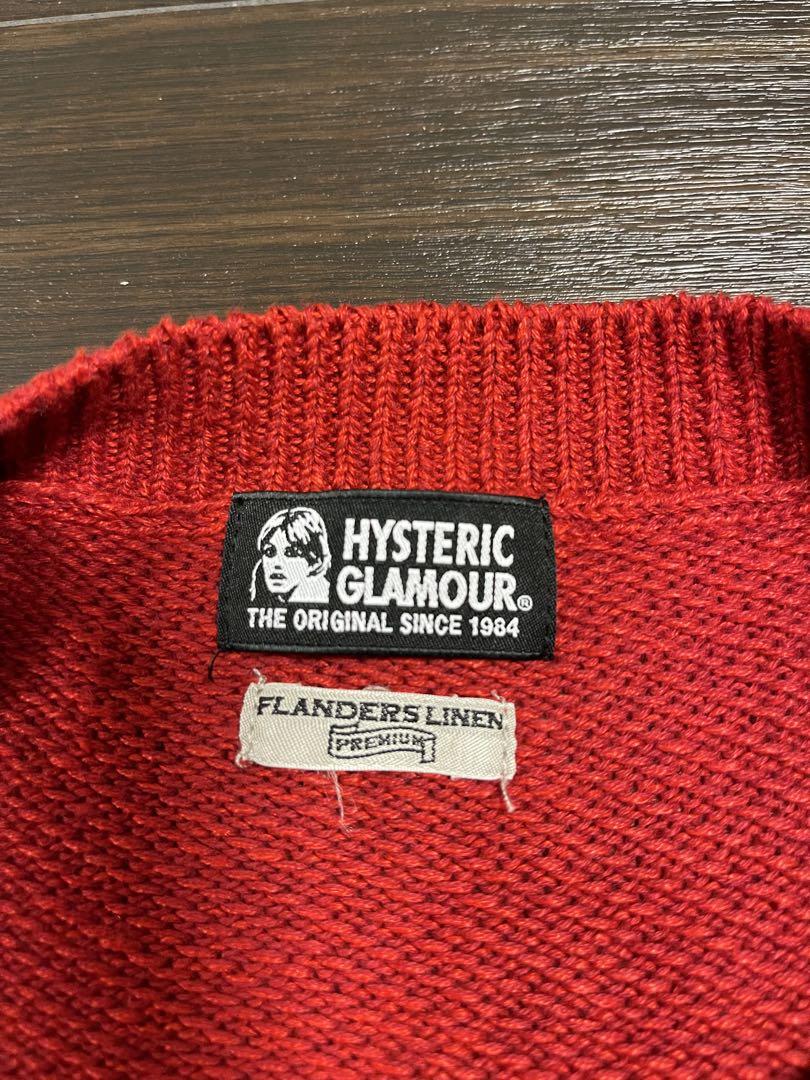 HYSTERIC
GLAMOUR®
THE ORIGINAL SINCE 1984
FLANDERS LINEN
PREMIUM